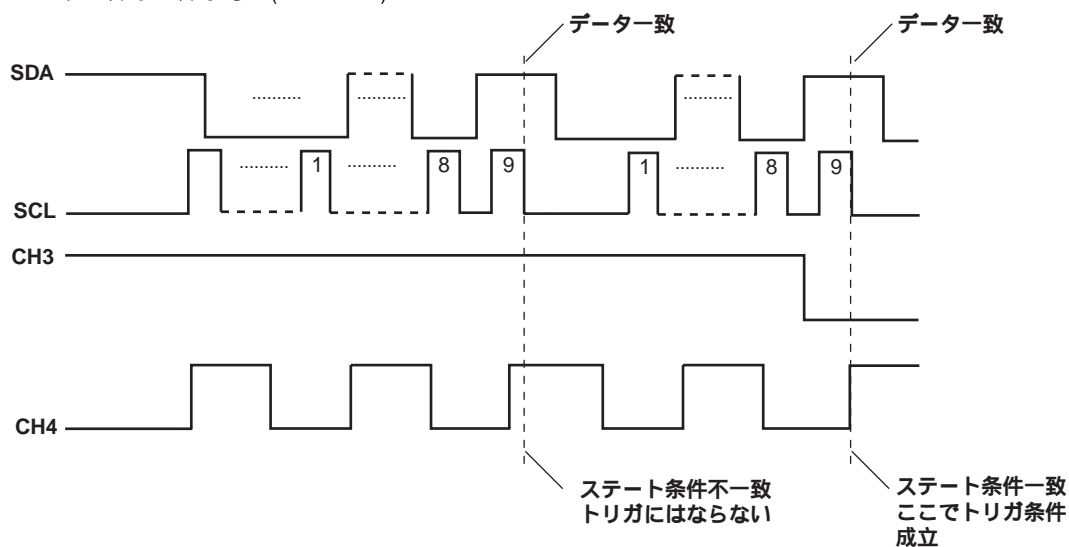 データ一致
データ一致
SDA
..........
..........
..........
..........
1
..........
8
9
1
..........
8
9
SCL
CH3
CH4
ステート条件不一致
トリガにはならない
ステート条件一致
ここでトリガ条件
成立